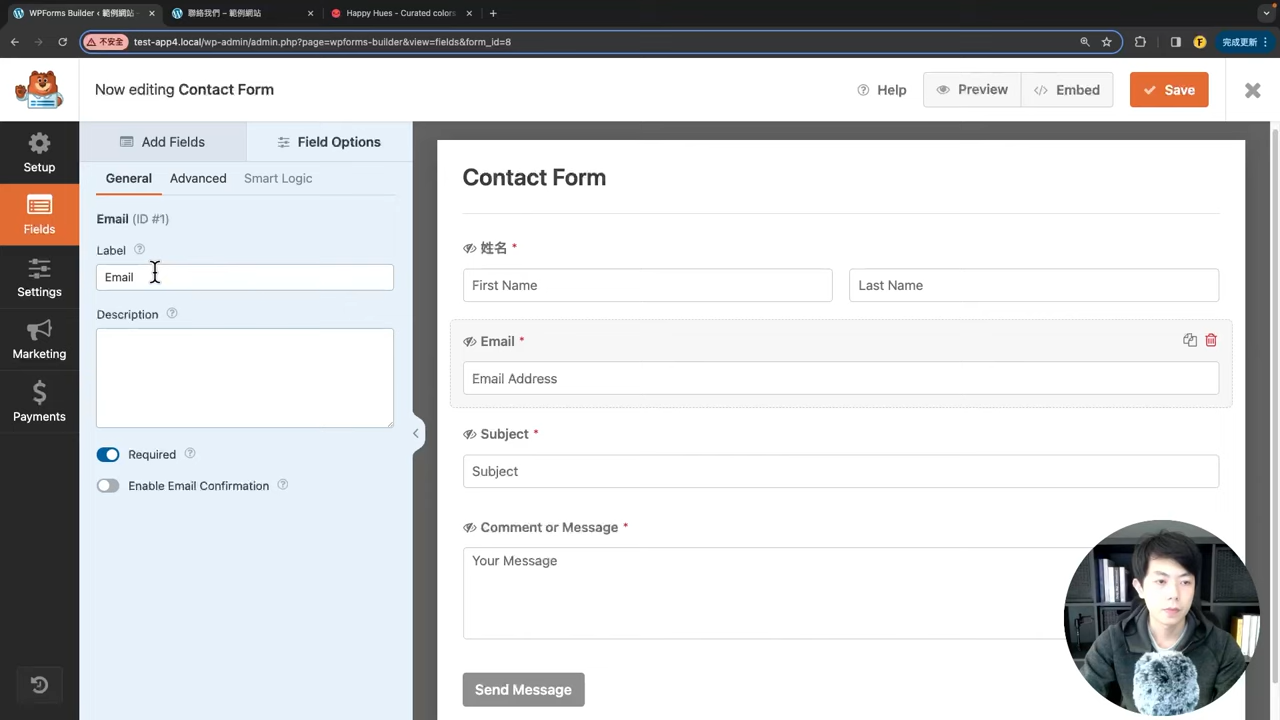 WPForms Builder ‹ 範例網站 –
聯絡我們 – 範例網站
Happy Hues - Curated colors
不安全
test-app4.local/wp-admin/admin.php?page=wpforms-builder&view=fields&form_id=8
F
完成更新
Now editing Contact Form
Help
Preview
Embed
Save
Setup
Fields
Settings
Marketing
Payments
Add Fields
Field Options
General
Advanced
Smart Logic
Email (ID #1)
Label
Email
Description
Required
Enable Email Confirmation
Contact Form
姓名 *
First Name
Last Name
Email *
Email Address
Subject *
Subject
Comment or Message *
Your Message
Send Message